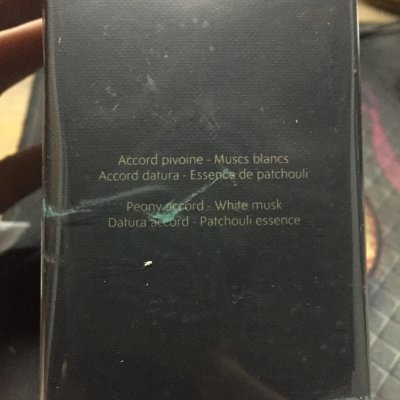 Accord pivoine - Muscs blancs
Accord datura - Essence de patchouli
Peony accord - White musk
Datura accord - Patchouli essence